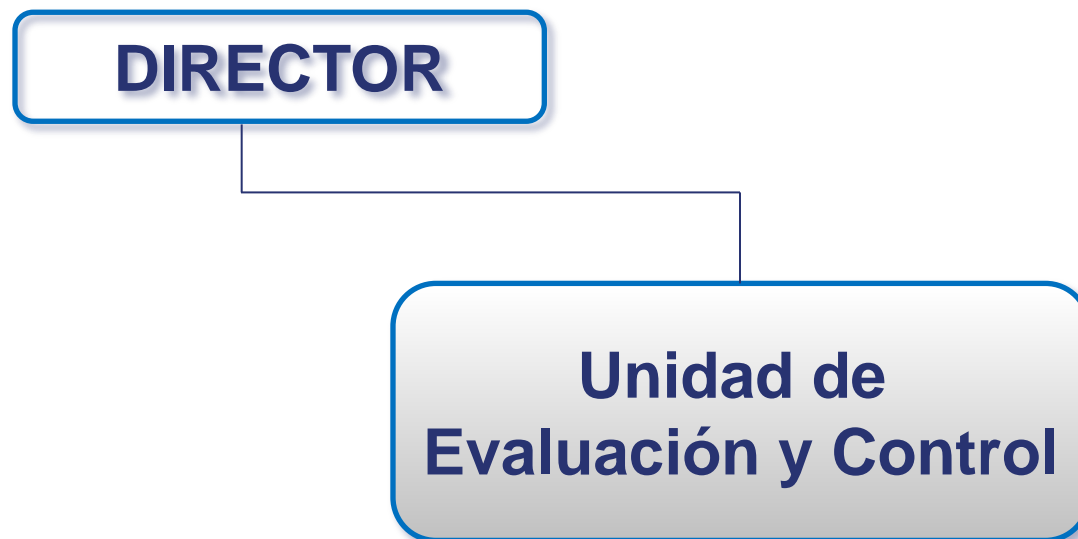 DIRECTOR
Unidad de
Evaluación y Control